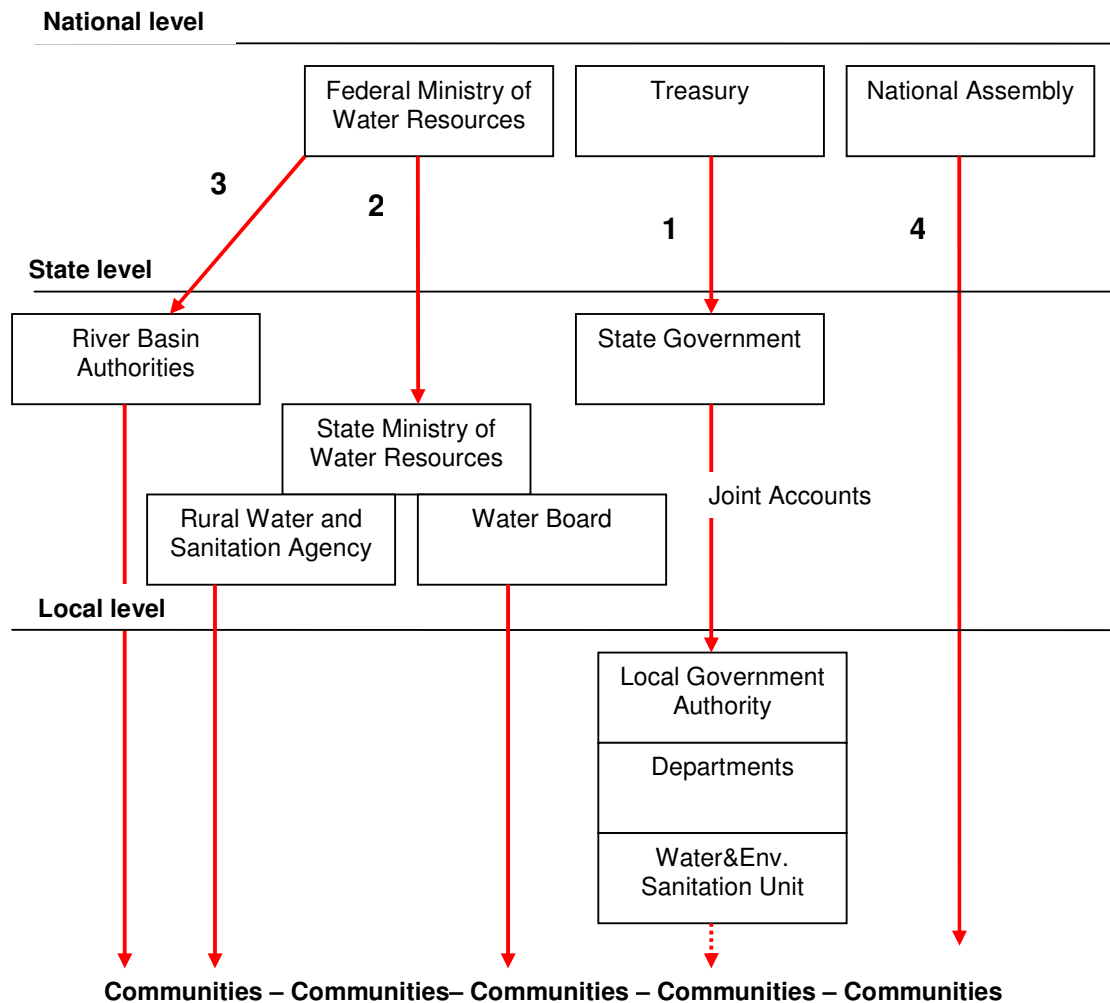 National level
Federal Ministry of
Water Resources
Treasury
National Assembly
3
2
1
4
State level
River Basin
Authorities
State Government
State Ministry of
Water Resources
Joint Accounts
Rural Water and
Sanitation Agency
Water Board
Local level
Local Government
Authority
Departments
Water&Env.
Sanitation Unit
Communities – Communities– Communities – Communities – Communities